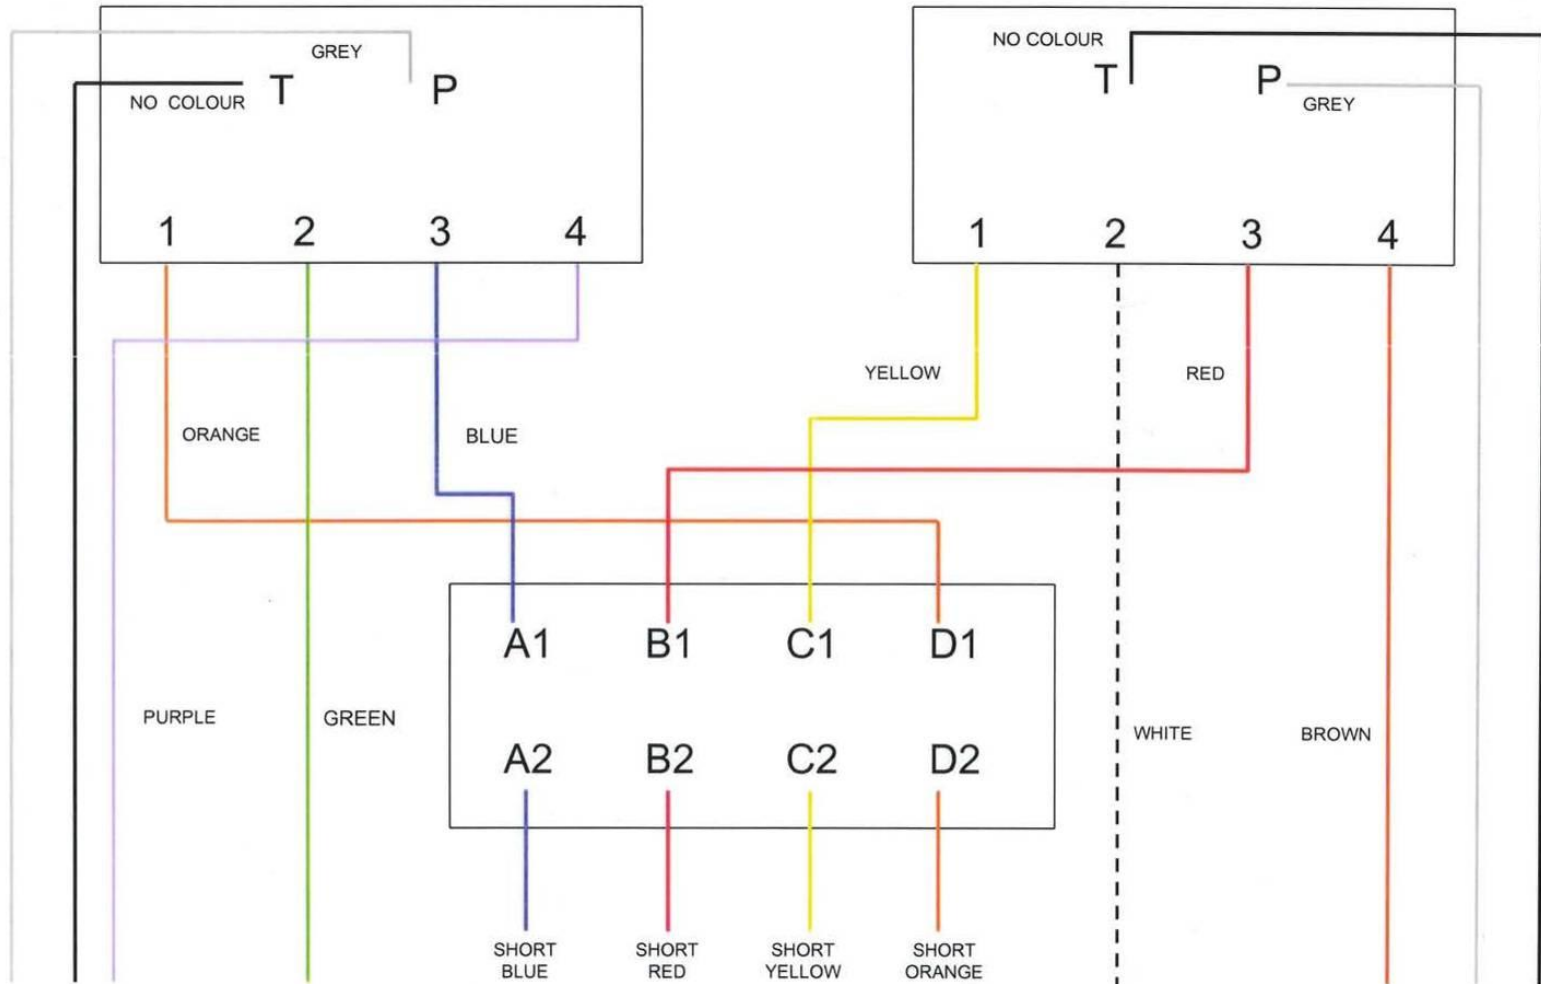 GREY
T
P
NO COLOUR
1 2 3 4
NO COLOUR
T
P
GREY
1 2 3 4
YELLOW
RED
ORANGE
BLUE
A1 B1 C1 D1
PURPLE
GREEN
WHITE
BROWN
A2 B2 C2 D2
SHORT
BLUE
SHORT
RED
SHORT
YELLOW
SHORT
ORANGE